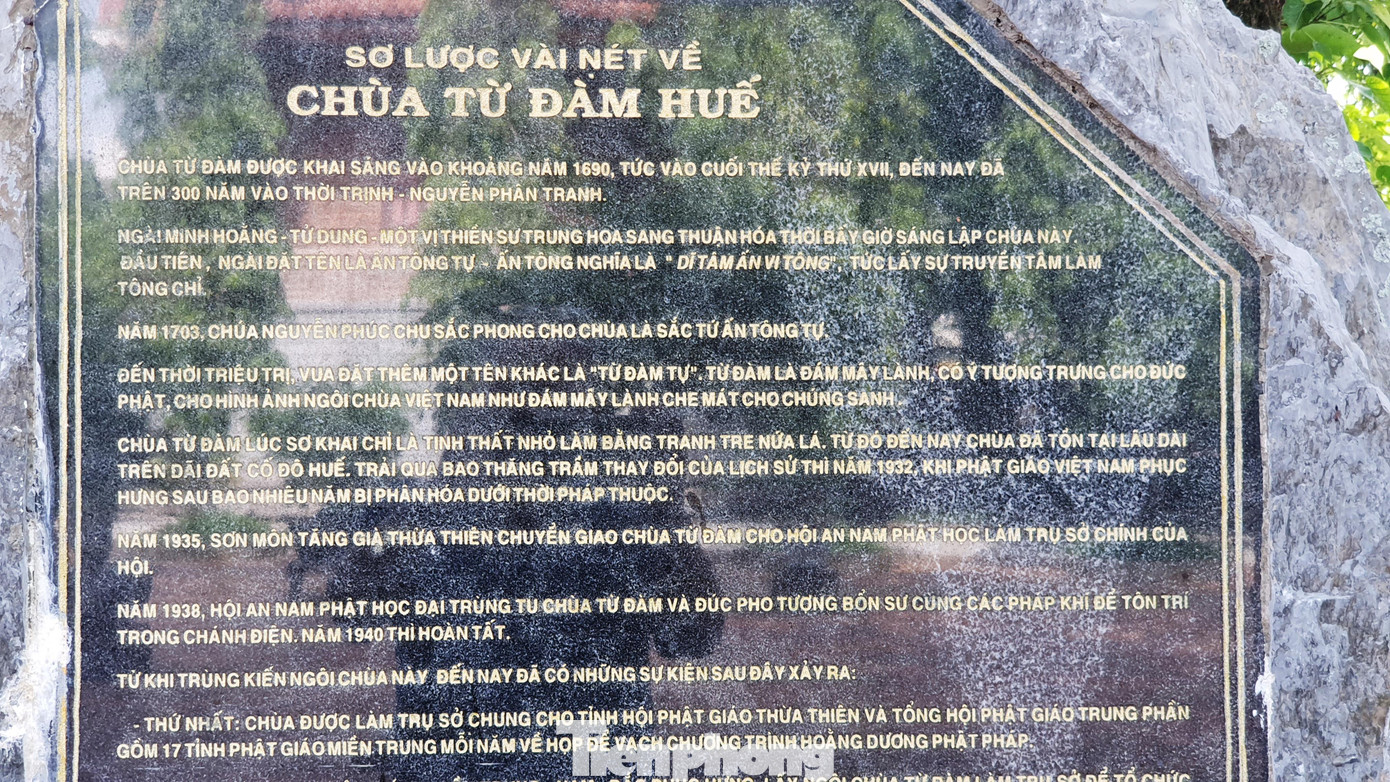 SƠ LƯỢC VÀI NÉT VỀ
CHÙA TỪ ĐÀM HUẾ
CHÙA TỪ ĐÀM ĐƯỢC KHAI SÁNG VÀO KHOẢNG NĂM 1690, TỨC VÀO CUỐI THẾ KỶ THỨ XVII, ĐẾN NAY ĐÃ
TRÊN 300 NĂM VÀO THỜI TRỊNH - NGUYỄN PHÂN TRANH.
NGÀI MINH HOẰNG - TỬ DUNG - MỘT VỊ THIỀN SƯ TRUNG HOA SANG THUẬN HÓA THỜI BẤY GIỜ SÁNG LẬP CHÙA NÀY.
ĐẦU TIÊN , NGÀI ĐẶT TÊN LÀ ẤN TÔNG TỰ - ẤN TÔNG NGHĨA LÀ " DĨ TÂM ẤN VI TÔNG", TỨC LẤY SỰ TRUYỀN TÂM LÀM
TÔNG CHỈ.
NĂM 1703, CHÚA NGUYỄN PHÚC CHU SẮC PHONG CHO CHÙA LÀ SẮC TỨ ẤN TÔNG TỰ.
ĐẾN THỜI TRIỆU TRỊ, VUA ĐẶT THÊM MỘT TÊN KHÁC LÀ "TỪ ĐÀM TỰ". TỪ ĐÀM LÀ ĐÁM MÂY LÀNH, CÓ Ý TƯỢNG TRƯNG CHO ĐỨC
PHẬT, CHO HÌNH ẢNH NGÔI CHÙA VIỆT NAM NHƯ ĐÁM MẤY LÀNH CHE MÁT CHO CHÚNG SANH .
CHÙA TỪ ĐÀM LÚC SƠ KHAI CHỈ LÀ TINH THẤT NHỎ LÀM BẰNG TRANH TRE NỨA LÁ. TỪ ĐÓ ĐẾN NAY CHÙA ĐÃ TỒN TẠI LÂU DÀI
TRÊN DÃI ĐẤT CỐ ĐÔ HUẾ. TRẢI QUA BAO THĂNG TRẦM THAY ĐỔI CỦA LỊCH SỬ THÌ NĂM 1932, KHI PHẬT GIÁO VIỆT NAM PHỤC
HƯNG SAU BAO NHIÊU NĂM BỊ PHÂN HÓA DƯỚI THỜI PHÁP THUỘC.
NĂM 1935, SƠN MÔN TĂNG GIÀ THỪA THIÊN CHUYỂN GIAO CHÙA TỪ ĐÀM CHO HỘI AN NAM PHẬT HỌC LÀM TRỤ SỞ CHÍNH CỦA
HỘI.
NĂM 1938, HỘI AN NAM PHẬT HỌC ĐẠI TRÙNG TU CHÙA TỪ ĐÀM VÀ ĐÚC PHO TƯỢNG BỔN SƯ CÙNG CÁC PHÁP KHÍ ĐỂ TÔN TRÍ
TRONG CHÁNH ĐIỆN. NĂM 1940 THÌ HOÀN TẤT.
TỪ KHI TRÙNG KIẾN NGÔI CHÙA NÀY ĐẾN NAY ĐÃ CÓ NHỮNG SỰ KIỆN SAU ĐÂY XẢY RA:
- THỨ NHẤT: CHÙA ĐƯỢC LÀM TRỤ SỞ CHUNG CHO TỈNH HỘI PHẬT GIÁO THỪA THIÊN VÀ TỔNG HỘI PHẬT GIÁO TRUNG PHẦN
GỒM 17 TỈNH PHẬT GIÁO MIỀN TRUNG MỖI NĂM VỀ HỌP ĐỂ VẠCH CHƯƠNG TRÌNH HOẰNG DƯƠNG PHẬT PHÁP.
Tiền phong
LẤY NGÔI CHÙA TỪ ĐÀM LÀM TRỤ SỞ ĐỂ TỔ CHỨC